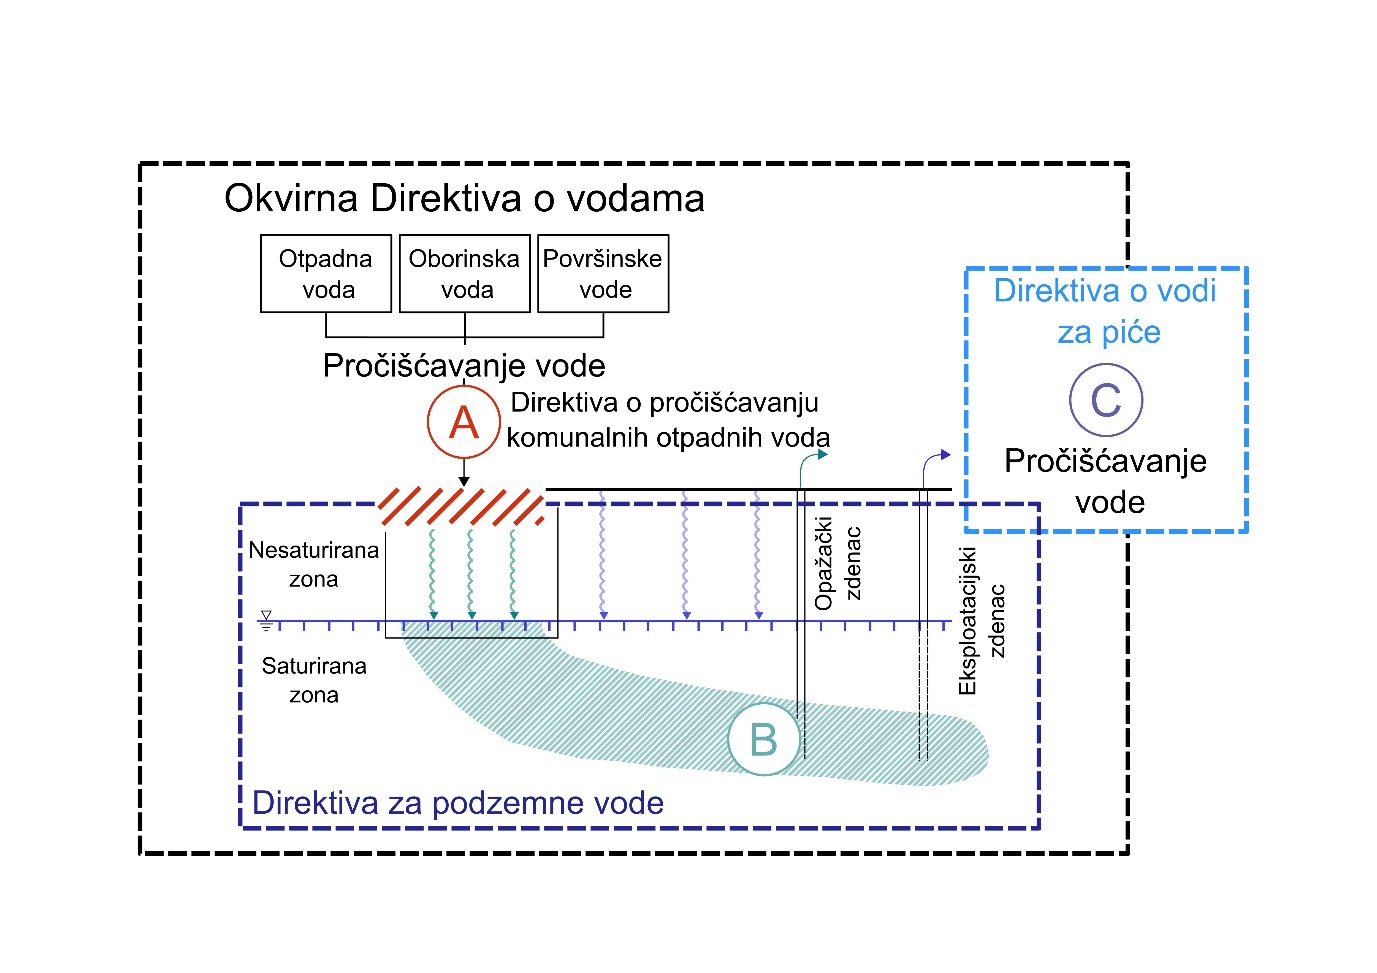 Okvirna Direktiva o vodama
Otpadna
voda
Oborinska
voda
Površinske
vode
Pročišćavanje vode
A
Direktiva o pročišćavanju
komunalnih otpadnih voda
Direktiva o vodi
za piće
C
Pročišćavanje
vode
Nesaturirana
zona
Opažački
zdenac
Eksploatacijski
zdenac
Saturirana
zona
B
Direktiva za podzemne vode